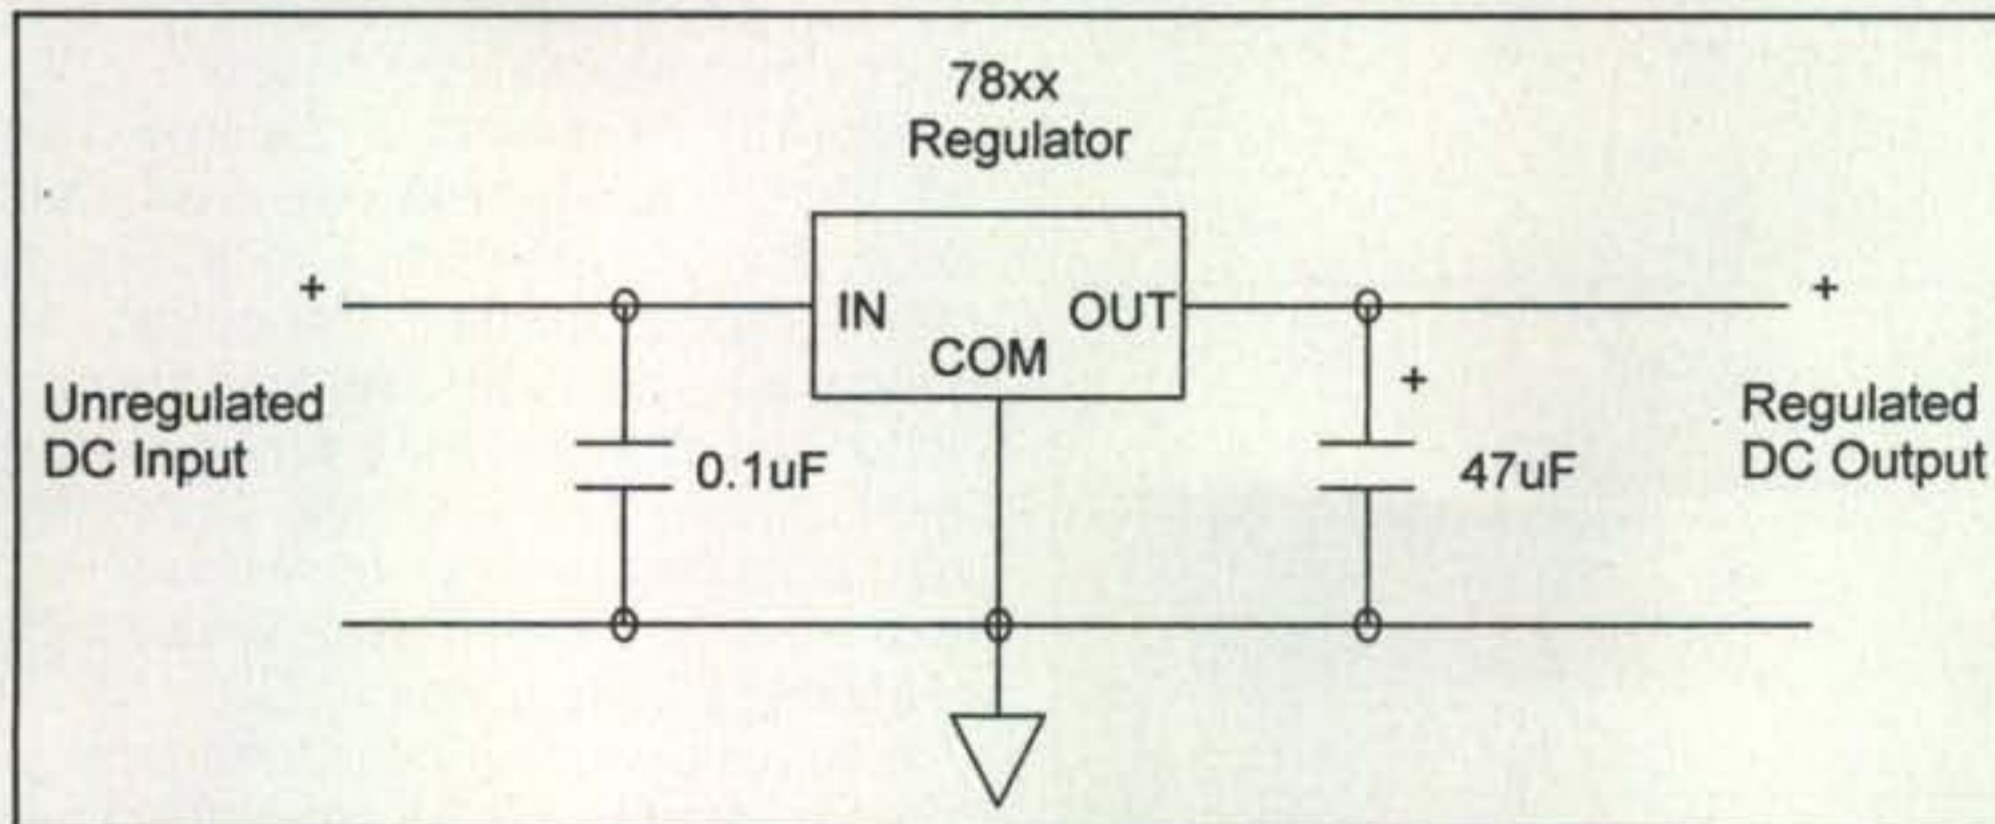 78xx
Regulator
+
+
IN
OUT
COM
+
Unregulated
DC Input
0.1uF
47uF
Regulated
DC Output